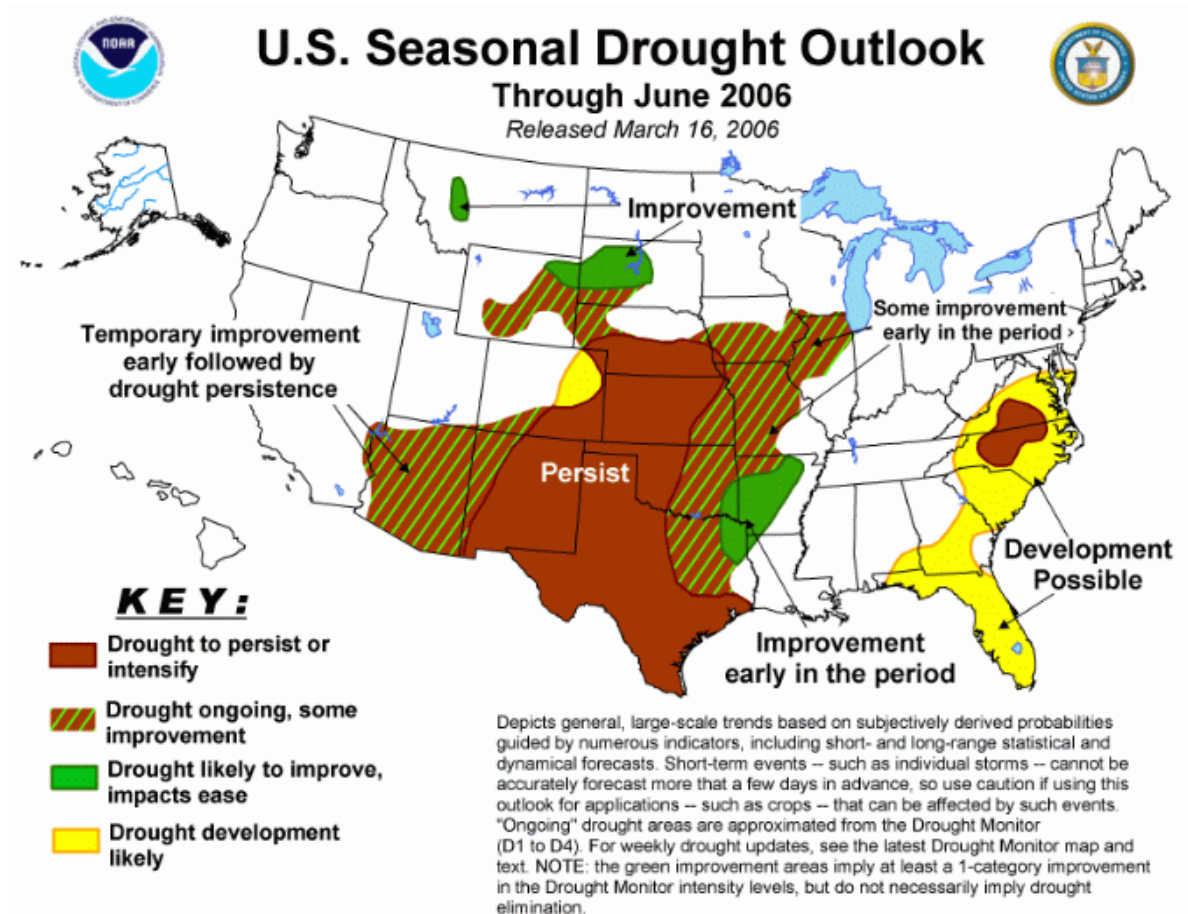 NOAA
U.S. Seasonal Drought Outlook
Through June 2006
Released March 16, 2006
DEPARTMENT OF COMMERCE
UNITED STATES OF AMERICA
Improvement
Some improvement
early in the period
Temporary improvement
early followed by
drought persistence
Persist
Development
Possible
Improvement
early in the period
KEY:
Drought to persist or
intensify
Drought ongoing, some
improvement
Drought likely to improve,
impacts ease
Drought development
likely
Depicts general, large-scale trends based on subjectively derived probabilities
guided by numerous indicators, including short- and long-range statistical and
dynamical forecasts. Short-term events -- such as individual storms -- cannot be
accurately forecast more that a few days in advance, so use caution if using this
outlook for applications -- such as crops -- that can be affected by such events.
"Ongoing" drought areas are approximated from the Drought Monitor
(D1 to D4). For weekly drought updates, see the latest Drought Monitor map and
text. NOTE: the green improvement areas imply at least a 1-category improvement
in the Drought Monitor intensity levels, but do not necessarily imply drought
elimination.